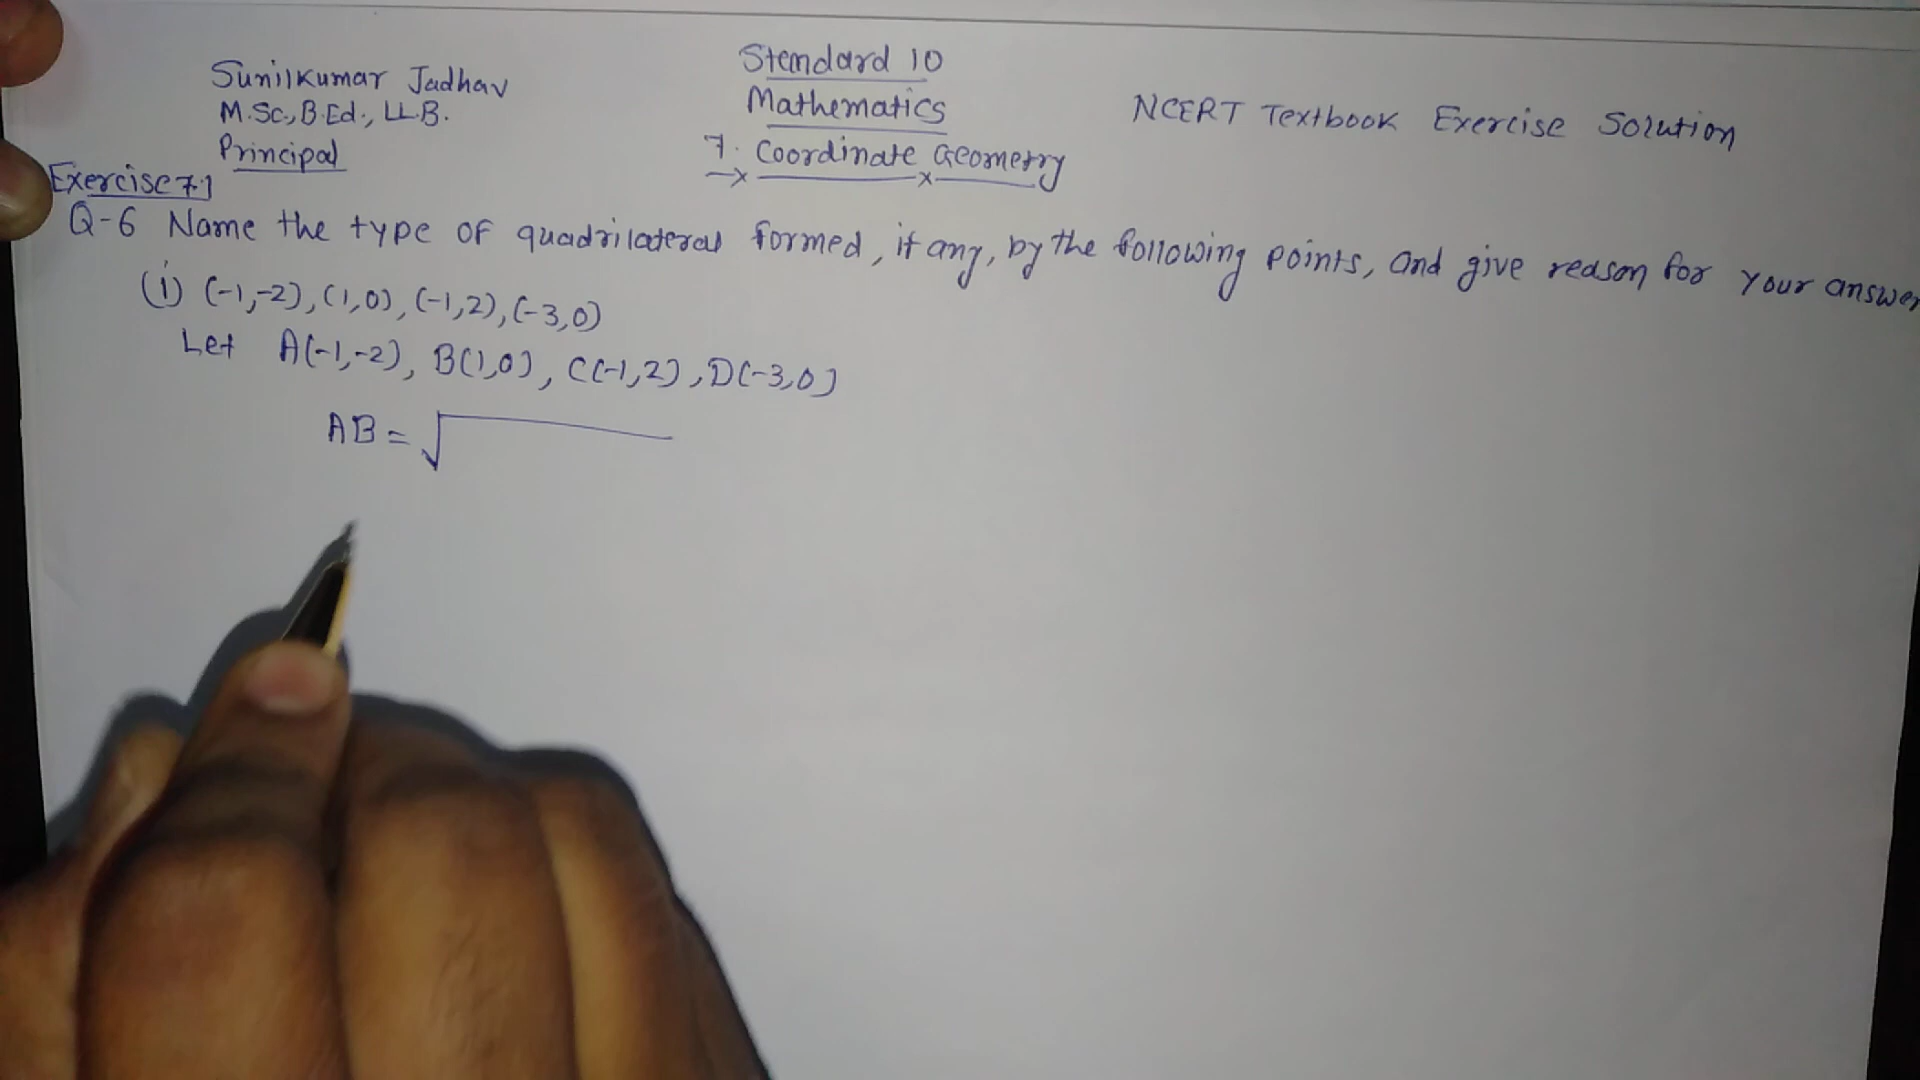 Sunilkumar Jadhav
M.Sc., B.Ed., LL.B.
Principal
Standard 10
Mathematics
7. Coordinate Geometry
NCERT Textbook Exercise Solution
Exercise 7.1
Q-6 Name the type of quadrilateral formed, if any, by the following points, and give reason for your answer
(i) (-1,-2), (1,0), (-1,2), (-3,0)
Let A(-1,-2), B(1,0), C(-1,2), D(-3,0)
AB = √